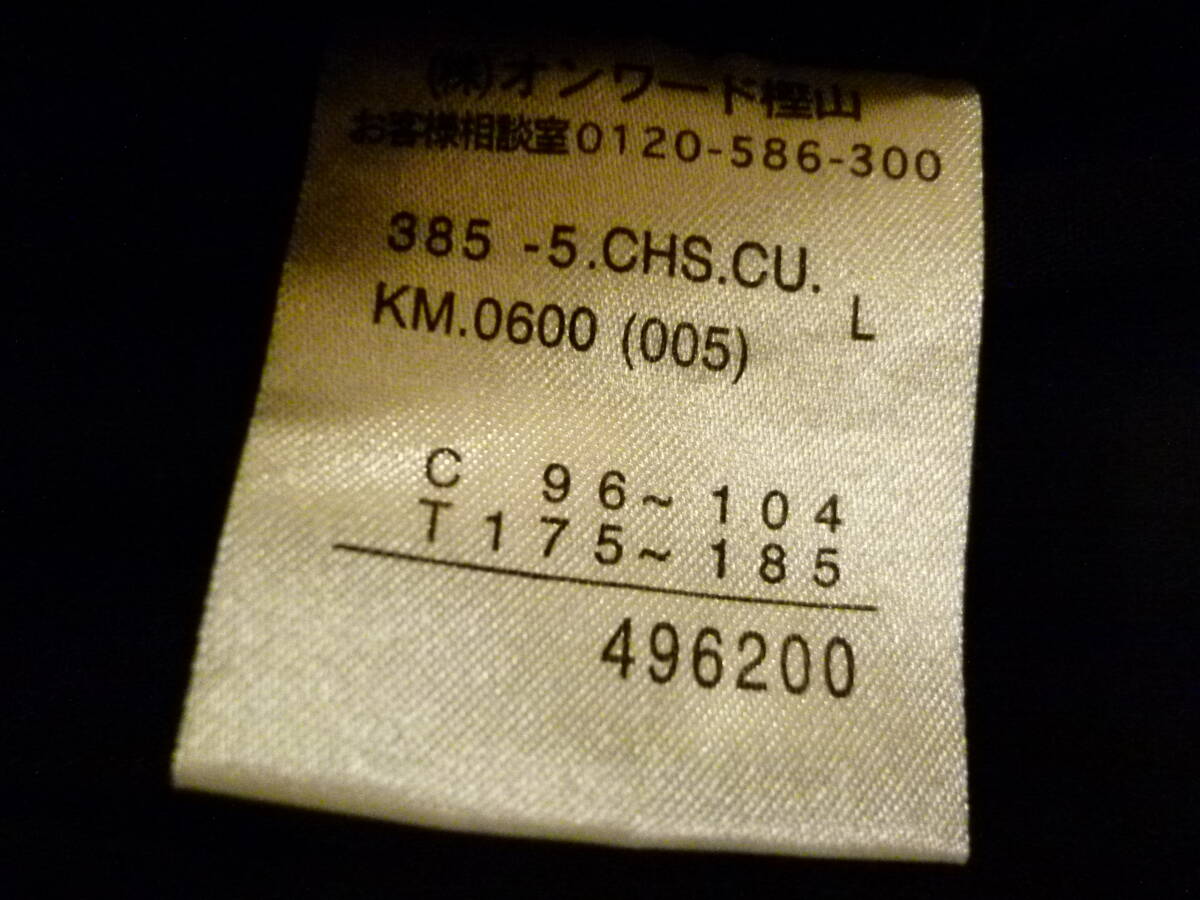 (株)オンワード樫山
お客様相談室0120-586-300
385 -5.CHS.CU.
L
KM.0600 (005)
C 96~104
T175~185
496200